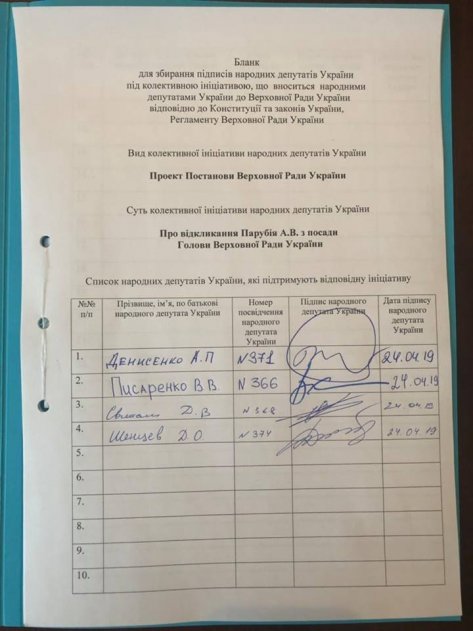 Бланк
для збирання підписів народних депутатів України
під колективною ініціативою, що вноситься народними
депутатами України до Верховної Ради України
відповідно до Конституції та законів України,
Регламенту Верховної Ради України
Вид колективної ініціативи народних депутатів України
Проект Постанови Верховної Ради України
Суть колективної ініціативи народних депутатів України
Про відкликання Парубія А.В. з посади
Голови Верховної Ради України
Список народних депутатів України, які підтримують відповідну ініціативу
№№ п/п Прізвище, ім'я, по батькові народного депутата України Номер посвідчення народного депутата України Підпис народного депутата України Дата підпису народного депутата України
1. Денисенко А.П N371 24.04.19
2. Писаренко В.В. N 366 24.04.19
3. Д.В N 368 24.04.19
4. Шенцев Д.О N 374 24.04.19
5.
6.
7.
8.
9.
10.